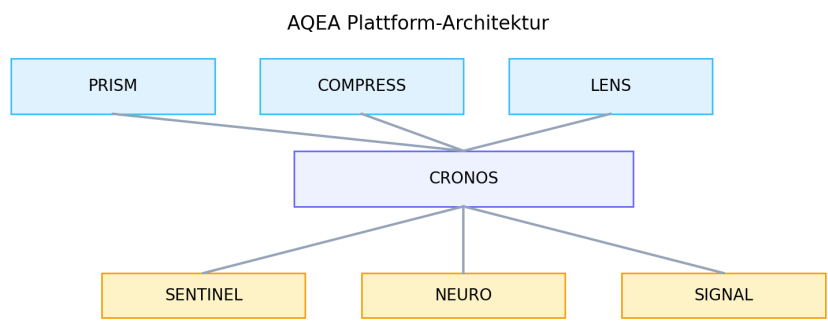 AQEA Plattform-Architektur
PRISM
COMPRESS
LENS
CRONOS
SENTINEL
NEURO
SIGNAL